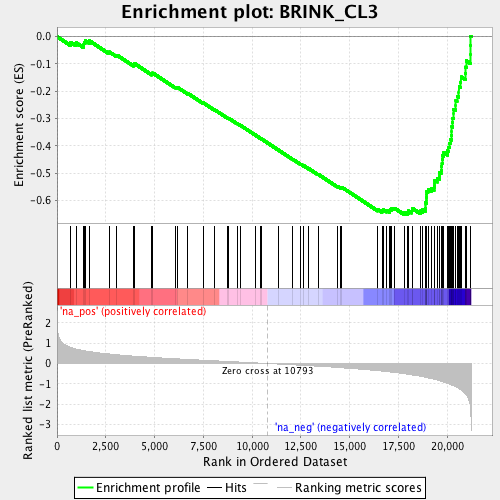 Enrichment plot: BRINK_CL3
Enrichment score (ES)
0.0
-0.1
-0.2
-0.3
-0.4
-0.5
-0.6
'na_pos' (positively correlated)
Ranked list metric (PreRanked)
2
1
0
-1
-2
-3
Zero cross at 10793
'na_neg' (negatively correlated)
0
2,500
5,000
7,500
10,000
12,500
15,000
17,500
20,000
Rank in Ordered Dataset
Enrichment profile
Hits
Ranking metric scores